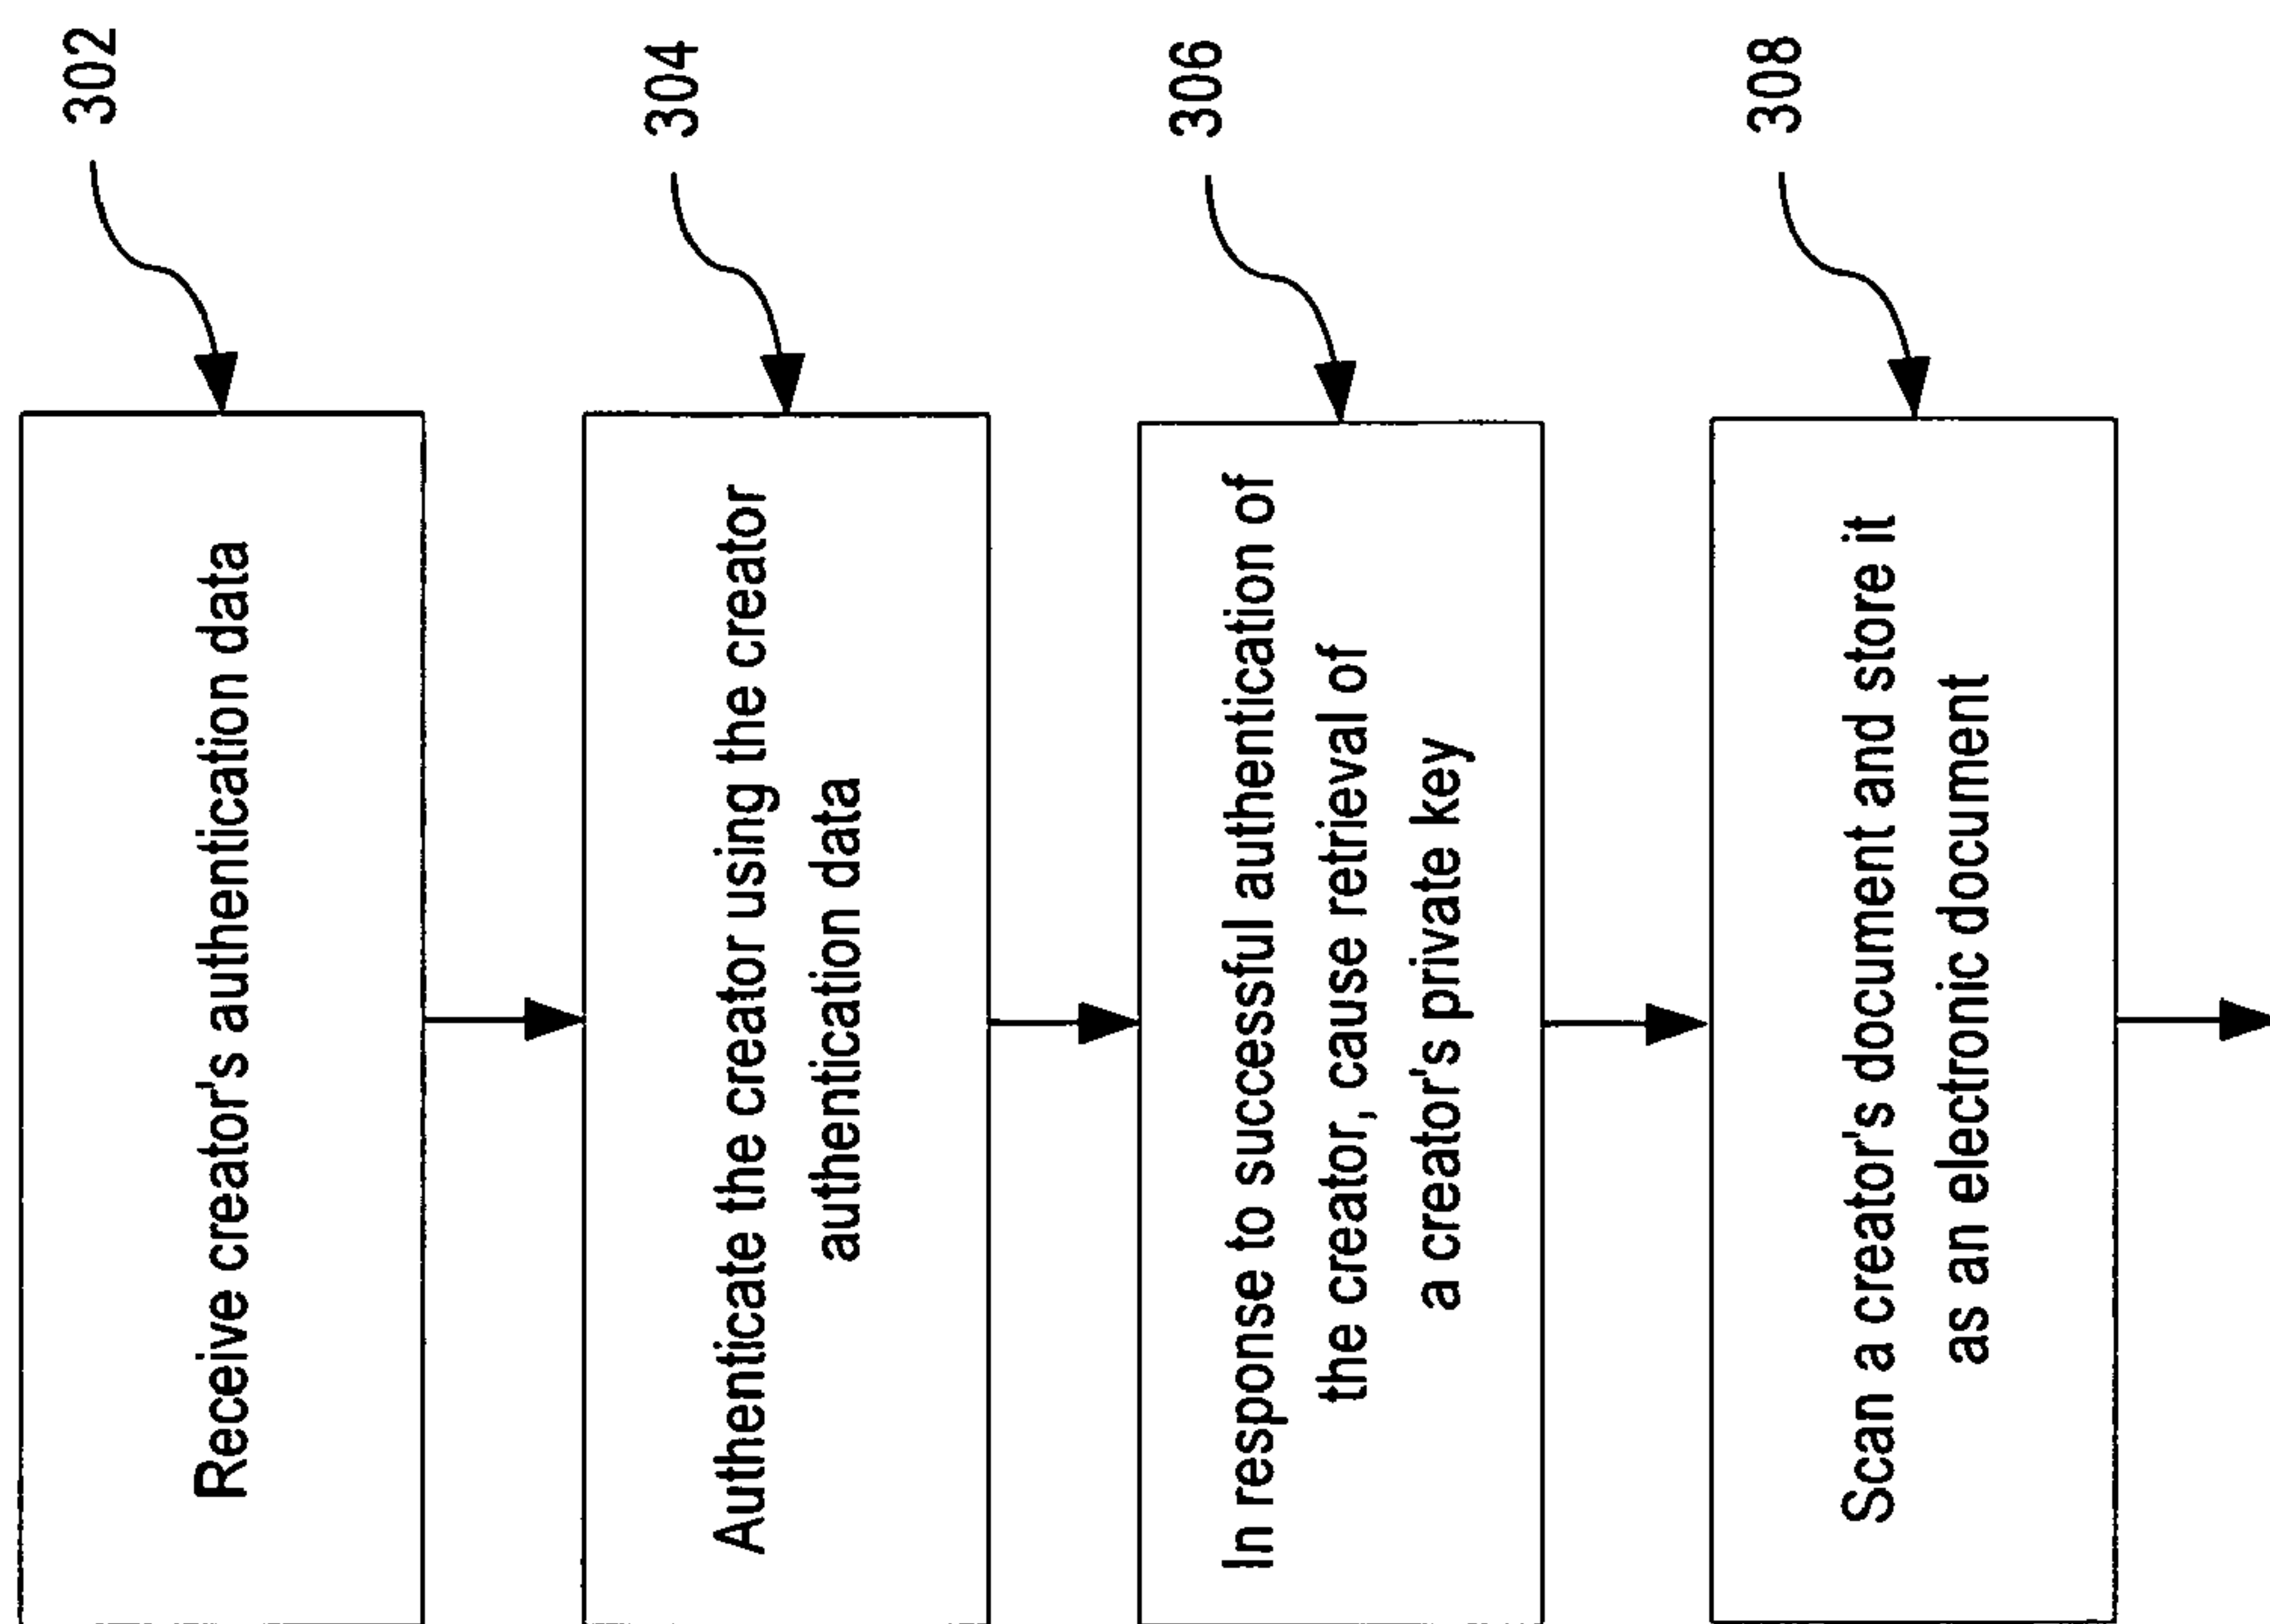 Receive creator's authentication data
302
Authenticate the creator using the creator
authentication data
304
In response to successful authentication of
the creator, cause retrieval of
a creator's private key
306
Scan a creator's document and store it
as an electronic document
308